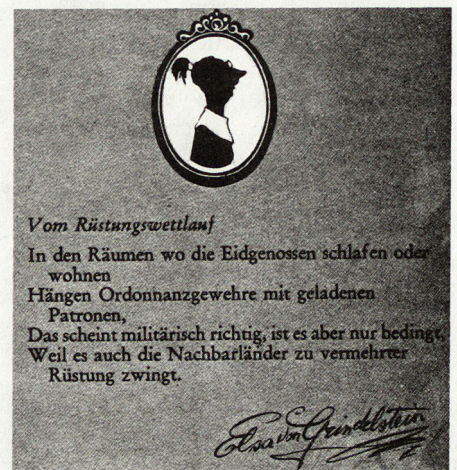 Vom Rüstungswettlauf
In den Räumen wo die Eidgenossen schlafen oder
wohnen
Hängen Ordonnanzgewehre mit geladenen
Patronen,
Das scheint militärisch richtig, ist es aber nur bedingt,
Weil es auch die Nachbarländer zu vermehrter
Rüstung zwingt.
Elsa von Grindelstein